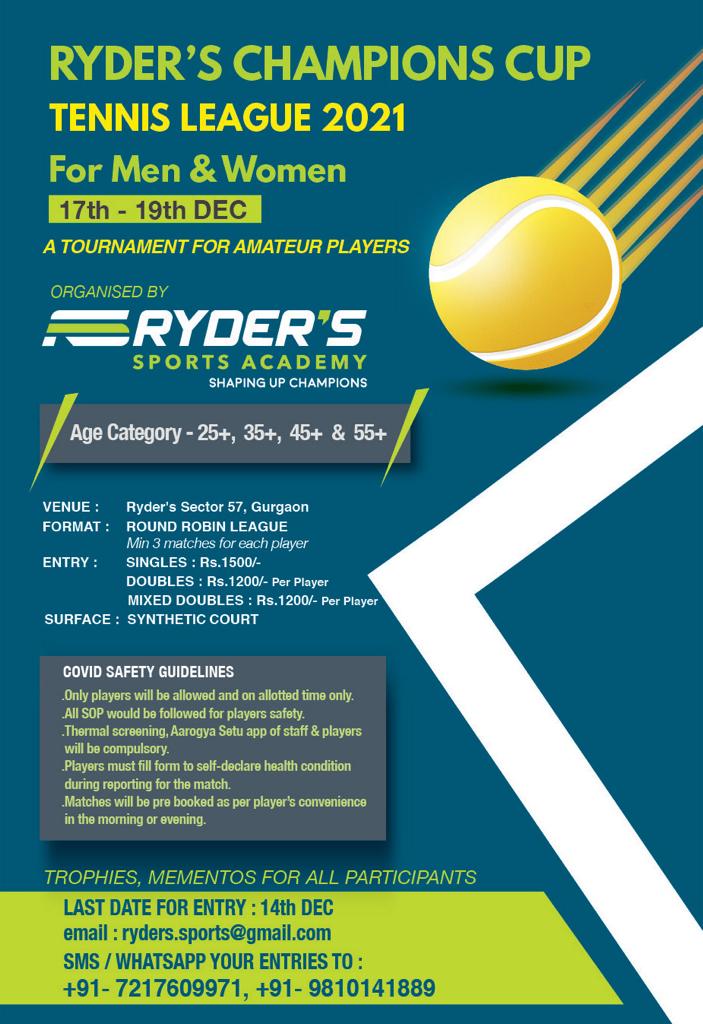 RYDER'S CHAMPIONS CUP
TENNIS LEAGUE 2021
For Men & Women
17th - 19th DEC
A TOURNAMENT FOR AMATEUR PLAYERS
ORGANISED BY
RYDER'S
SPORTS ACADEMY
SHAPING UP CHAMPIONS
Age Category - 25+, 35+, 45+ & 55+
VENUE : Ryder's Sector 57, Gurgaon
FORMAT : ROUND ROBIN LEAGUE
Min 3 matches for each player
ENTRY : SINGLES : Rs.1500/-
DOUBLES : Rs.1200/- Per Player
MIXED DOUBLES : Rs.1200/- Per Player
SURFACE : SYNTHETIC COURT
COVID SAFETY GUIDELINES
.Only players will be allowed and on allotted time only.
.All SOP would be followed for players safety.
.Thermal screening, Aarogya Setu app of staff & players
will be compulsory.
.Players must fill form to self-declare health condition
during reporting for the match.
.Matches will be pre booked as per player's convenience
in the morning or evening.
TROPHIES, MEMENTOS FOR ALL PARTICIPANTS
LAST DATE FOR ENTRY : 14th DEC
email : ryders.sports@gmail.com
SMS / WHATSAPP YOUR ENTRIES TO :
+91- 7217609971, +91- 9810141889